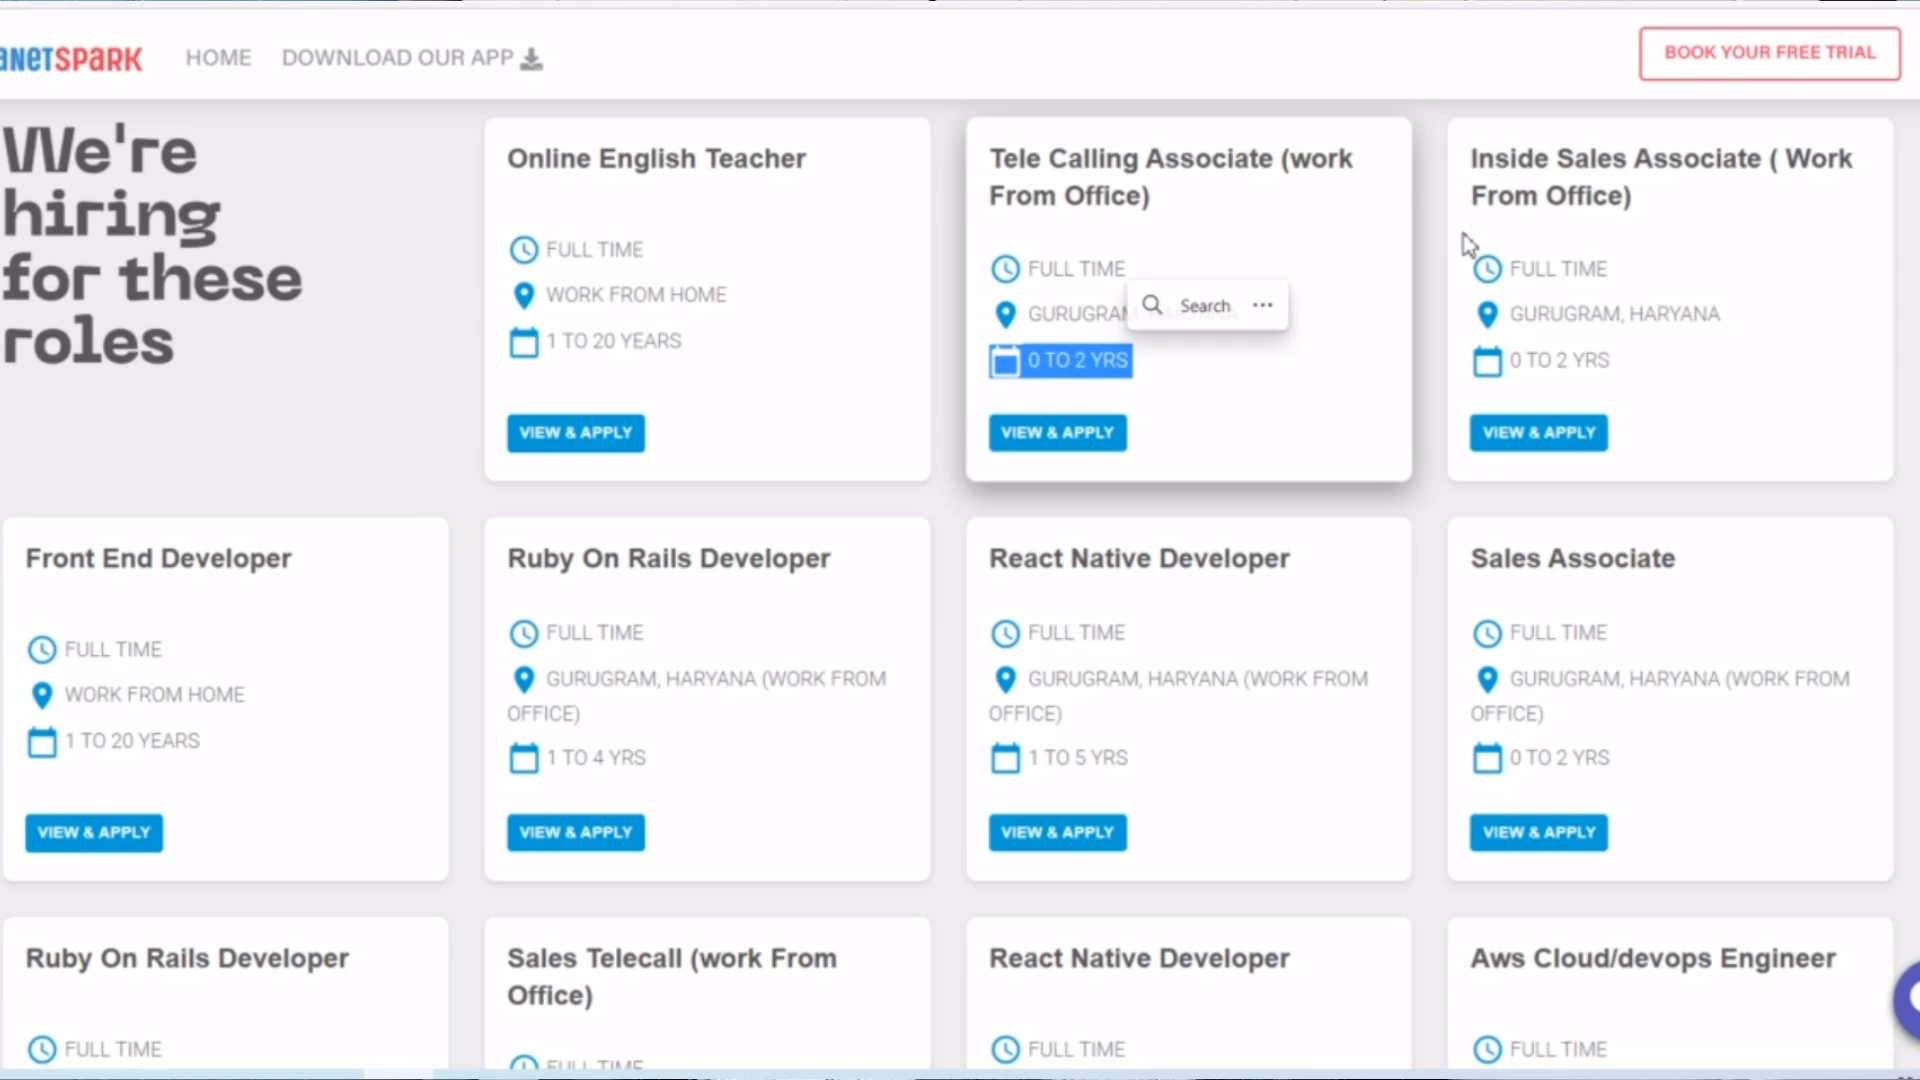 anetspark
HOME
DOWNLOAD OUR APP
BOOK YOUR FREE TRIAL
We're
hiring
for these
roles
Online English Teacher
FULL TIME
WORK FROM HOME
1 TO 20 YEARS
VIEW & APPLY
Tele Calling Associate (work
From Office)
FULL TIME
GURUGRAM,
Search ...
0 TO 2 YRS
VIEW & APPLY
Inside Sales Associate ( Work
From Office)
FULL TIME
GURUGRAM, HARYANA
0 TO 2 YRS
VIEW & APPLY
Front End Developer
FULL TIME
WORK FROM HOME
1 TO 20 YEARS
VIEW & APPLY
Ruby On Rails Developer
FULL TIME
GURUGRAM, HARYANA (WORK FROM
OFFICE)
1 TO 4 YRS
VIEW & APPLY
React Native Developer
FULL TIME
GURUGRAM, HARYANA (WORK FROM
OFFICE)
1 TO 5 YRS
VIEW & APPLY
Sales Associate
FULL TIME
GURUGRAM, HARYANA (WORK FROM
OFFICE)
0 TO 2 YRS
VIEW & APPLY
Ruby On Rails Developer
FULL TIME
Sales Telecall (work From
Office)
FULL TIME
React Native Developer
FULL TIME
Aws Cloud/devops Engineer
FULL TIME